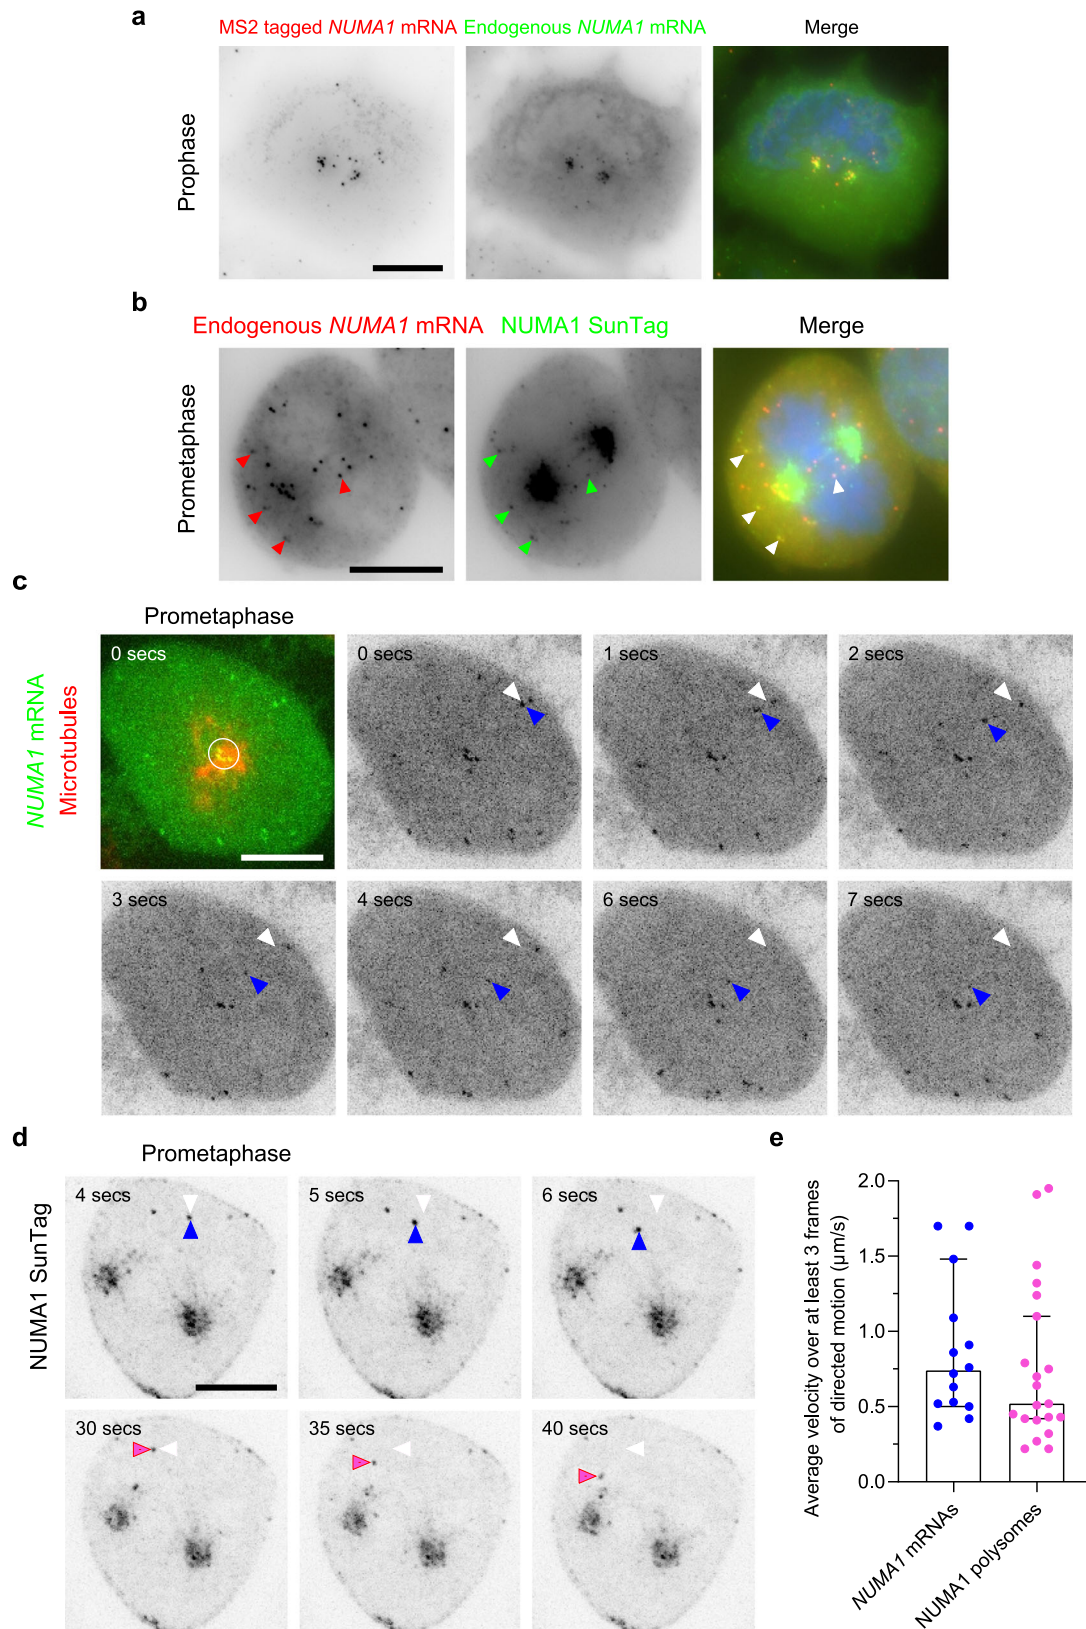 a
MS2 tagged NUMA1 mRNA Endogenous NUMA1 mRNA Merge
Prophase
b
Endogenous NUMA1 mRNA NUMA1 SunTag Merge
Prometaphase
c
Prometaphase
NUMA1 mRNA
Microtubules
0 secs 0 secs 1 secs 2 secs
3 secs 4 secs 6 secs 7 secs
d
Prometaphase
NUMA1 SunTag
4 secs 5 secs 6 secs
30 secs 35 secs 40 secs
e
Average velocity over at least 3 frames
of directed motion (µm/s)
2.0
1.5
1.0
0.5
0.0
NUMA1 mRNAs
NUMA1 polysomes